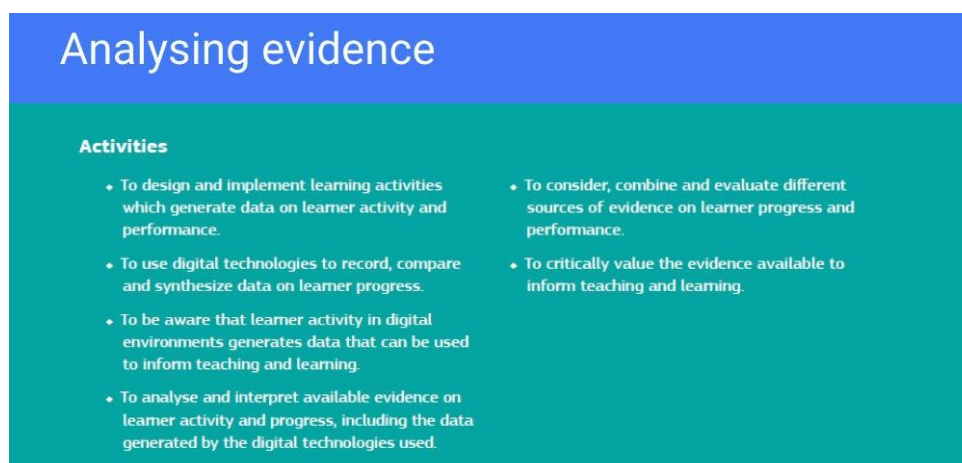 Analysing evidence
Activities
• To design and implement learning activities
which generate data on learner activity and
performance.
• To use digital technologies to record, compare
and synthesize data on learner progress.
• To be aware that learner activity in digital
environments generates data that can be used
to inform teaching and learning.
• To analyse and interpret available evidence on
learner activity and progress, including the data
generated by the digital technologies used.
• To consider, combine and evaluate different
sources of evidence on learner progress and
performance.
• To critically value the evidence available to
inform teaching and learning.